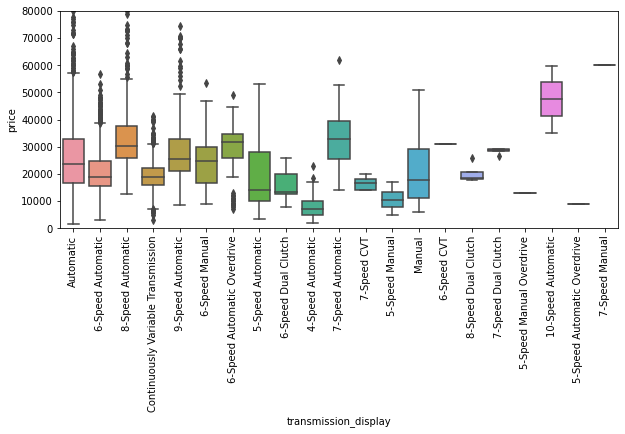 80000
70000
60000
50000
40000
30000
20000
10000
0
price
Automatic
6-Speed Automatic
8-Speed Automatic
Continuously Variable Transmission
9-Speed Automatic
6-Speed Manual
6-Speed Automatic Overdrive
5-Speed Automatic
6-Speed Dual Clutch
4-Speed Automatic
7-Speed Automatic
7-Speed CVT
5-Speed Manual
Manual
6-Speed CVT
8-Speed Dual Clutch
7-Speed Dual Clutch
5-Speed Manual Overdrive
10-Speed Automatic
5-Speed Automatic Overdrive
7-Speed Manual
transmission_display